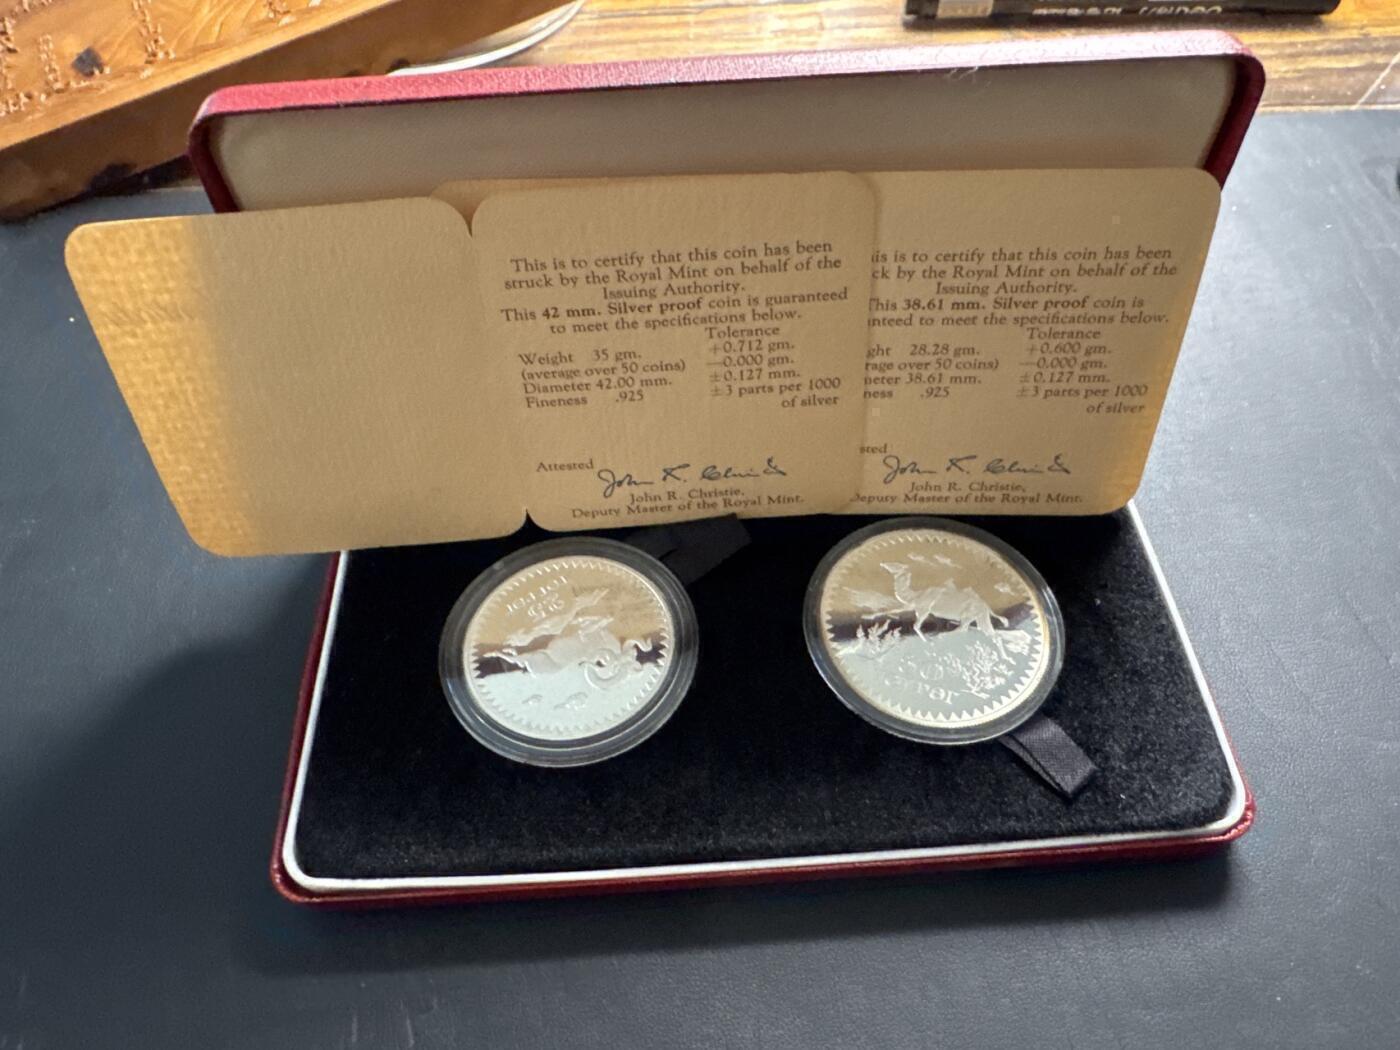 This is to certify that this coin has been
struck by the Royal Mint on behalf of the
Issuing Authority.
This 42 mm. Silver proof coin is guaranteed
to meet the specifications below.
Tolerance
Weight 35 gm. +0.712 gm.
(average over 50 coins) —0.000 gm.
Diameter 42.00 mm. ±0.127 mm.
Fineness .925 ±3 parts per 1000
of silver
Attested
John R. Christie
John R. Christie,
Deputy Master of the Royal Mint.
is is to certify that this coin has been
ck by the Royal Mint on behalf of the
Issuing Authority.
This 38.61 mm. Silver proof coin is
nteed to meet the specifications below.
Tolerance
ght 28.28 gm. +0.600 gm.
rage over 50 coins) —0.000 gm.
meter 38.61 mm. ±0.127 mm.
ness .925 ±3 parts per 1000
of silver
sted
John R. Christie
John R. Christie,
Deputy Master of the Royal Mint.